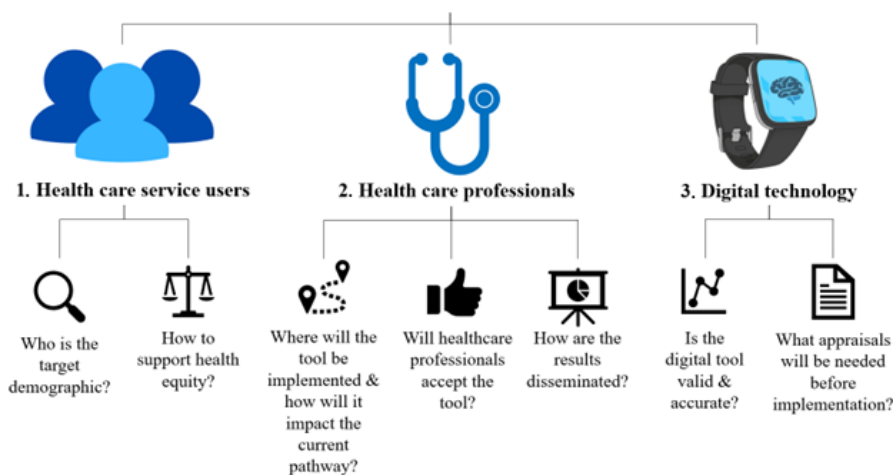 1. Health care service users
2. Health care professionals
3. Digital technology
Who is the
target
demographic?
How to
support health
equity?
Where will the
tool be
implemented &
how will it
impact the
current
pathway?
Will healthcare
professionals
accept the
tool?
How are the
results
disseminated?
Is the
digital tool
valid &
accurate?
What appraisals
will be needed
before
implementation?